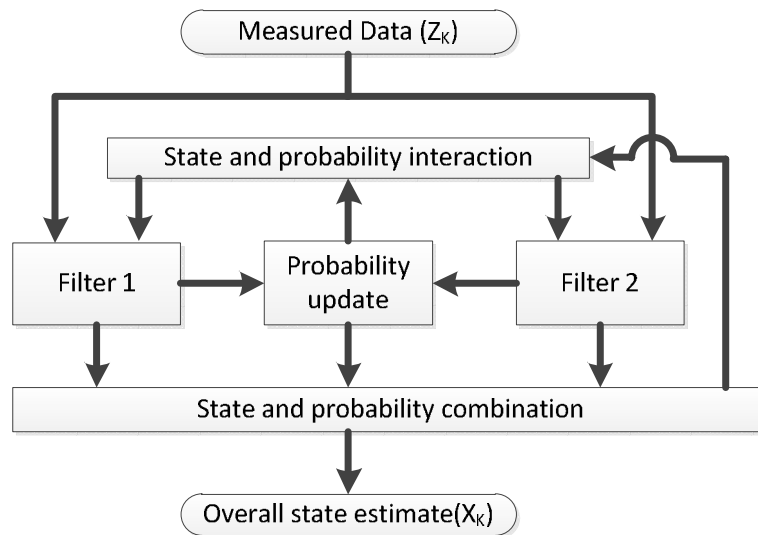 Measured Data (ZK)
State and probability interaction
Filter 1
Probability
update
Filter 2
State and probability combination
Overall state estimate(XK)